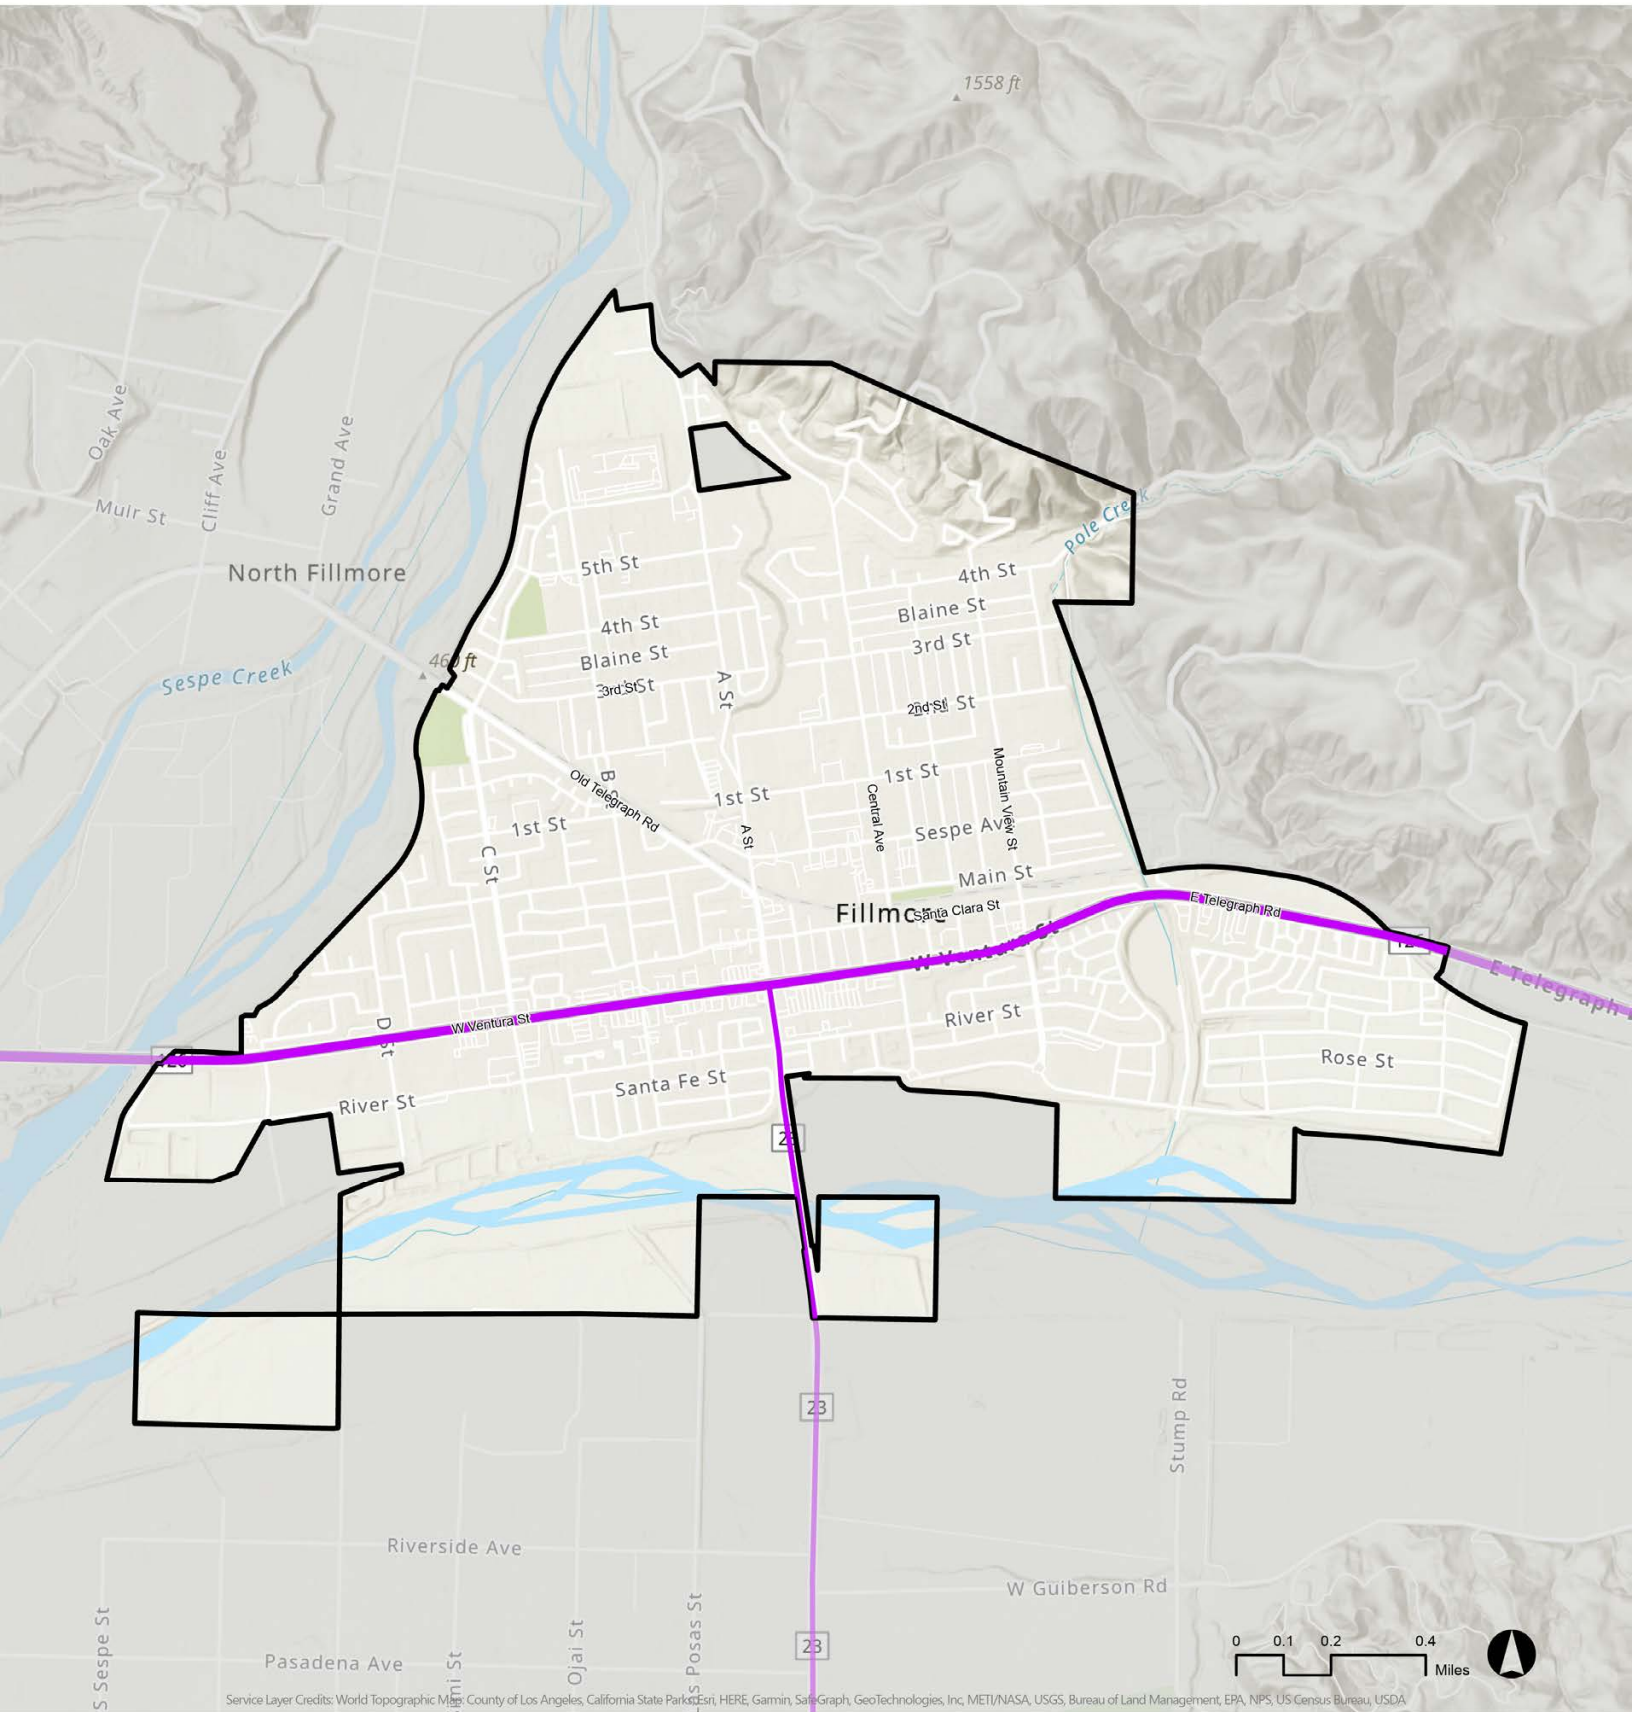 1558 ft
Oak Ave
Cliff Ave
Grand Ave
Muir St
North Fillmore
Pole Creek
5th St
4th St
4th St
Blaine St
3rd St
Blaine St
3rd St
460 ft
Sespe Creek
A St
2nd St
1st St
Mountain View St
Old Telegraph Rd
B St
1st St
Central Ave
1st St
A St
Sespe Ave
C St
Main St
Fillmore
Santa Clara St
E Telegraph Rd
W Ventura St
126
E Telegraph
W Ventura St
D St
River St
126
Rose St
Santa Fe St
River St
23
23
Stump Rd
Riverside Ave
W Guiberson Rd
S Sespe St
Ojai St
23
Pasadena Ave
0 0.1 0.2 0.4
Miles
Service Layer Credits: World Topographic Map: County of Los Angeles, California State Parks, Esri, HERE, Garmin, SafeGraph, GeoTechnologies, Inc, METI/NASA, USGS, Bureau of Land Management, EPA, NPS, US Census Bureau, USDA